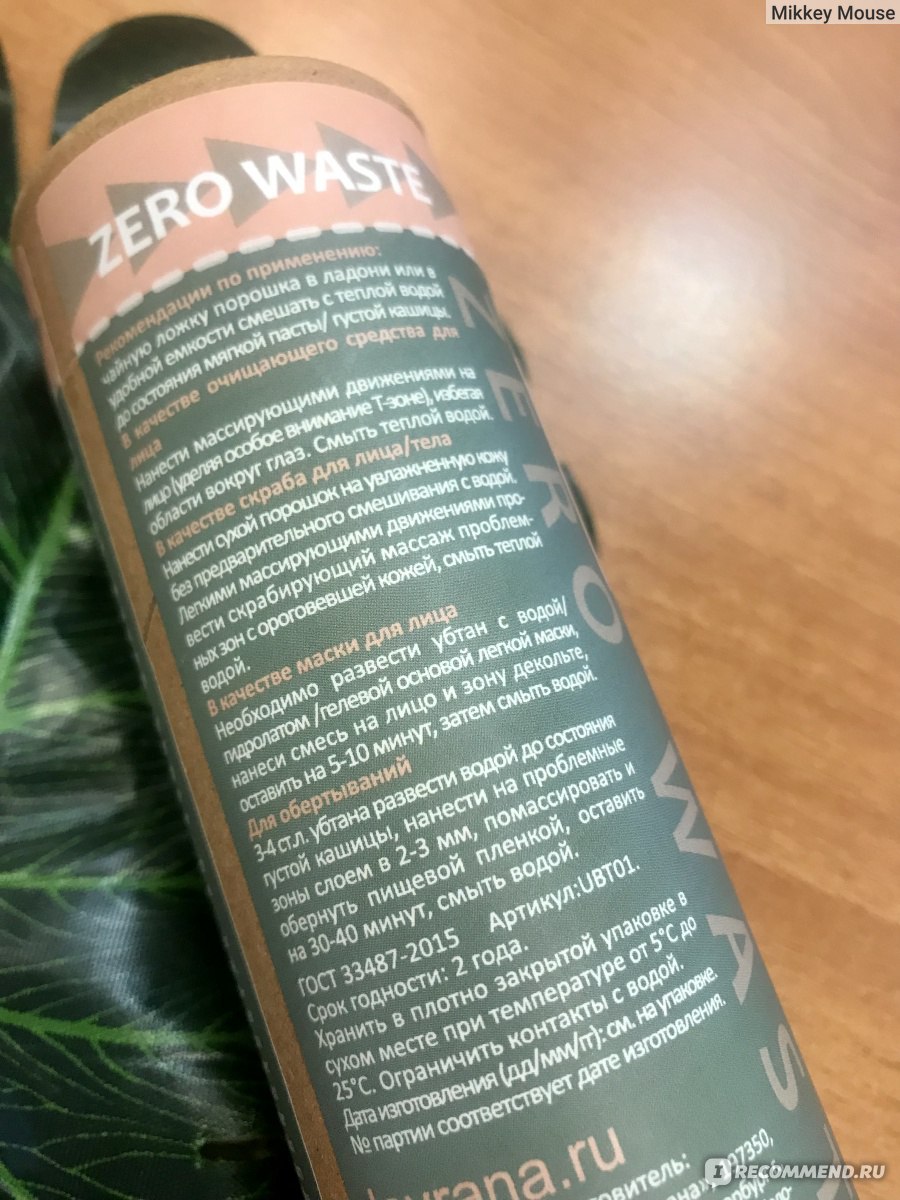 Mikkey Mouse
ZERO WASTE
Рекомендации по применению:
чайную ложку порошка в ладони или в
удобной емкости смешать с теплой водой
до состояния мягкой пасты/ густой кашицы.
В качестве очищающего средства для
лица
Нанести массирующими движениями на
лицо (уделяя особое внимание Т-зоне), избегая
области вокруг глаз. Смыть теплой водой.
В качестве скраба для лица/тела
Нанести сухой порошок на увлажненную кожу
без предварительного смешивания с водой.
Легкими массирующими движениями про-
вести скрабирующий массаж проблем-
ных зон с ороговевшей кожей, смыть теплой
водой.
В качестве маски для лица
Необходимо развести убтан с водой/
гидролатом /гелевой основой легкой маски,
нанеси смесь на лицо и зону декольте,
оставить на 5-10 минут, затем смыть водой.
Для обертываний
3-4 ст.л. убтана развести водой до состояния
густой кашицы, нанести на проблемные
зоны слоем в 2-3 мм, помассировать и
обернуть пищевой пленкой, оставить
на 30-40 минут, смыть водой.
ГОСТ 33487-2015 Артикул:UBT01.
Срок годности: 2 года.
Хранить в плотно закрытой упаковке в
сухом месте при температуре от 5°С до
25°С. Ограничить контакты с водой.
Дата изготовления (дд/мм/гг): см. на упаковке.
№ партии соответствует дате изготовления.
vrana.ru
овитель:
7350,
ZERO WAST
IRECOMMEND.RU